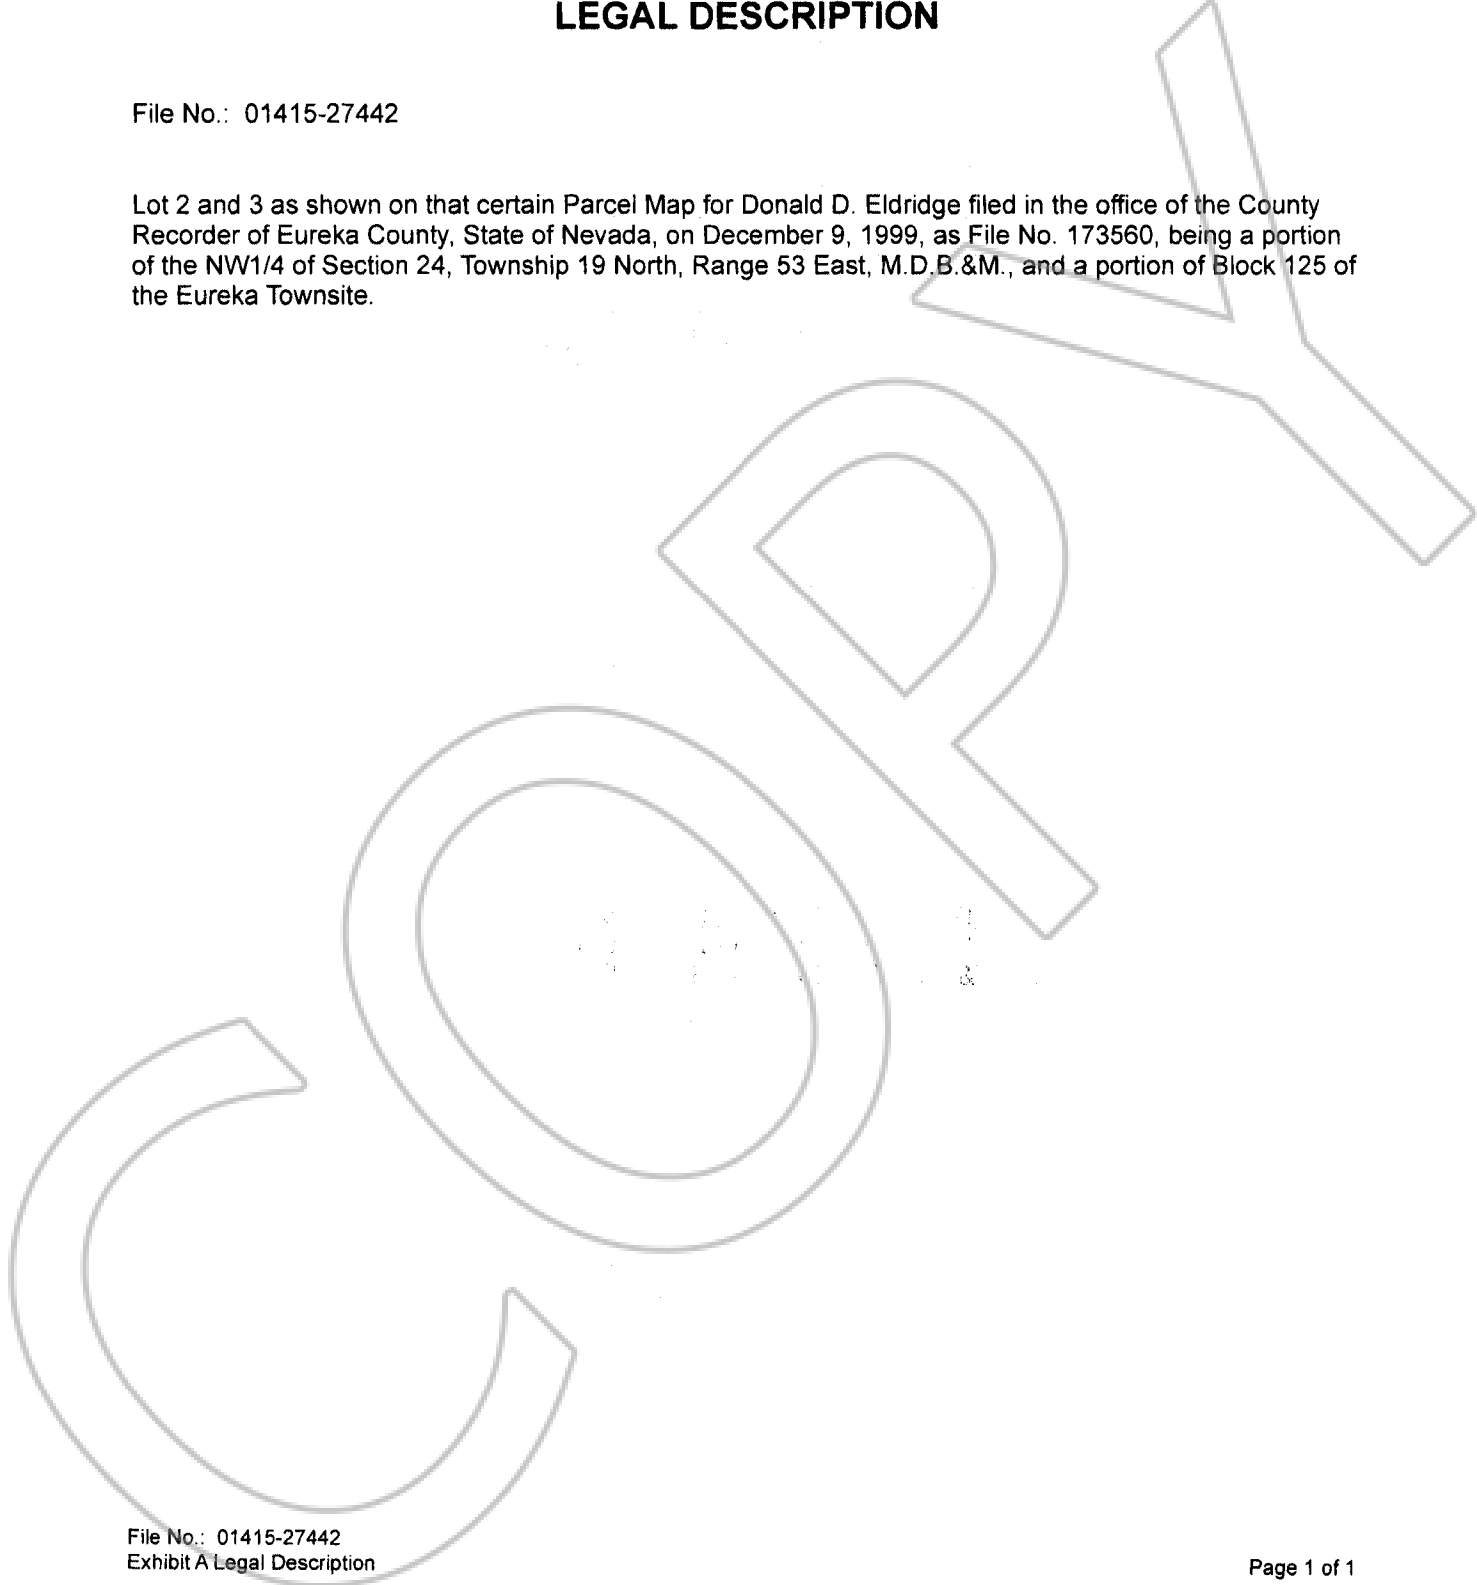 LEGAL DESCRIPTION
File No.: 01415-27442
Lot 2 and 3 as shown on that certain Parcel Map for Donald D. Eldridge filed in the office of the County
Recorder of Eureka County, State of Nevada, on December 9, 1999, as File No. 173560, being a portion
of the NW1/4 of Section 24, Township 19 North, Range 53 East, M.D.B.&M., and a portion of Block 125 of
the Eureka Townsite.
COPY
File No.: 01415-27442
Exhibit A Legal Description
Page 1 of 1